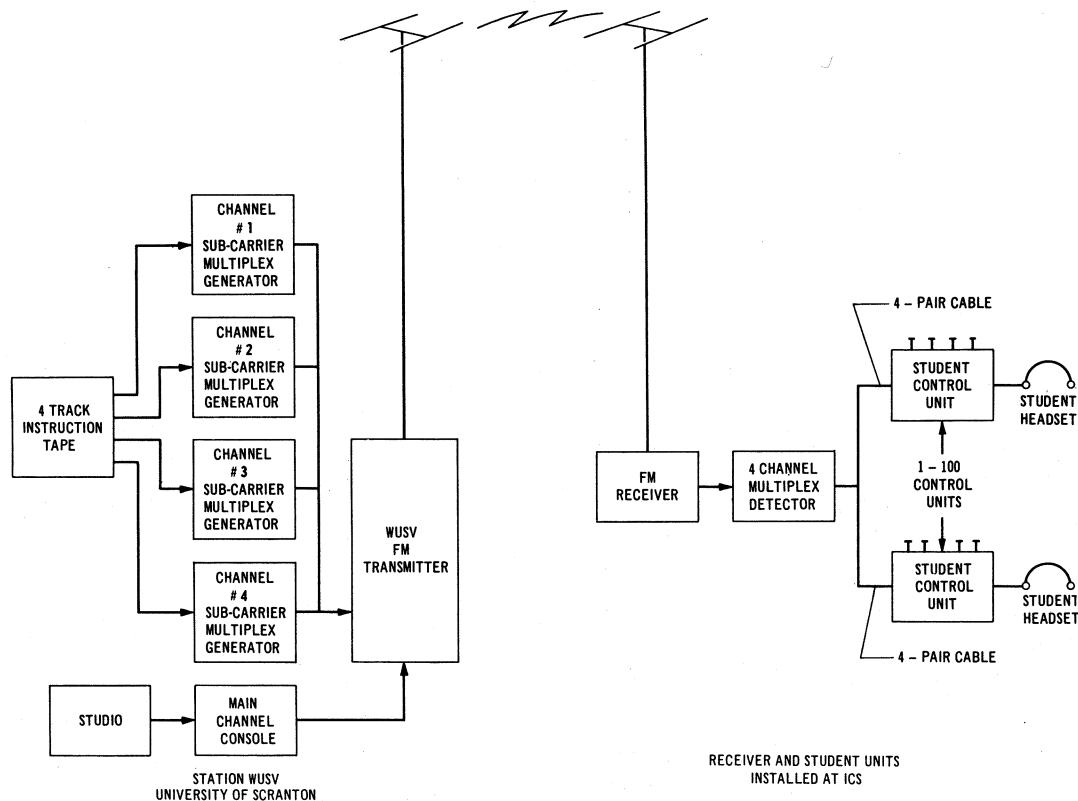 CHANNEL
#1
SUB-CARRIER
MULTIPLEX
GENERATOR
CHANNEL
#2
SUB-CARRIER
MULTIPLEX
GENERATOR
4 TRACK
INSTRUCTION
TAPE
CHANNEL
#3
SUB-CARRIER
MULTIPLEX
GENERATOR
CHANNEL
#4
SUB-CARRIER
MULTIPLEX
GENERATOR
WUSV
FM
TRANSMITTER
STUDIO
MAIN
CHANNEL
CONSOLE
STATION WUSV
UNIVERSITY OF SCRANTON
FM
RECEIVER
4 CHANNEL
MULTIPLEX
DETECTOR
4 – PAIR CABLE
STUDENT
CONTROL
UNIT
STUDENT
HEADSET
1 – 100
CONTROL
UNITS
STUDENT
CONTROL
UNIT
STUDENT
HEADSET
4 – PAIR CABLE
RECEIVER AND STUDENT UNITS
INSTALLED AT ICS